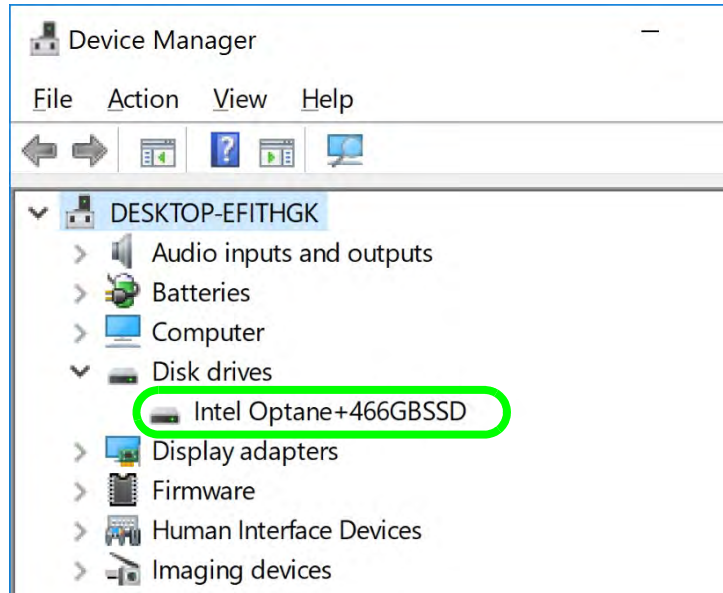 Device Manager
File Action View Help
DESKTOP-EFITHGK
Audio inputs and outputs
Batteries
Computer
Disk drives
Intel Optane+466GBSSD
Display adapters
Firmware
Human Interface Devices
Imaging devices